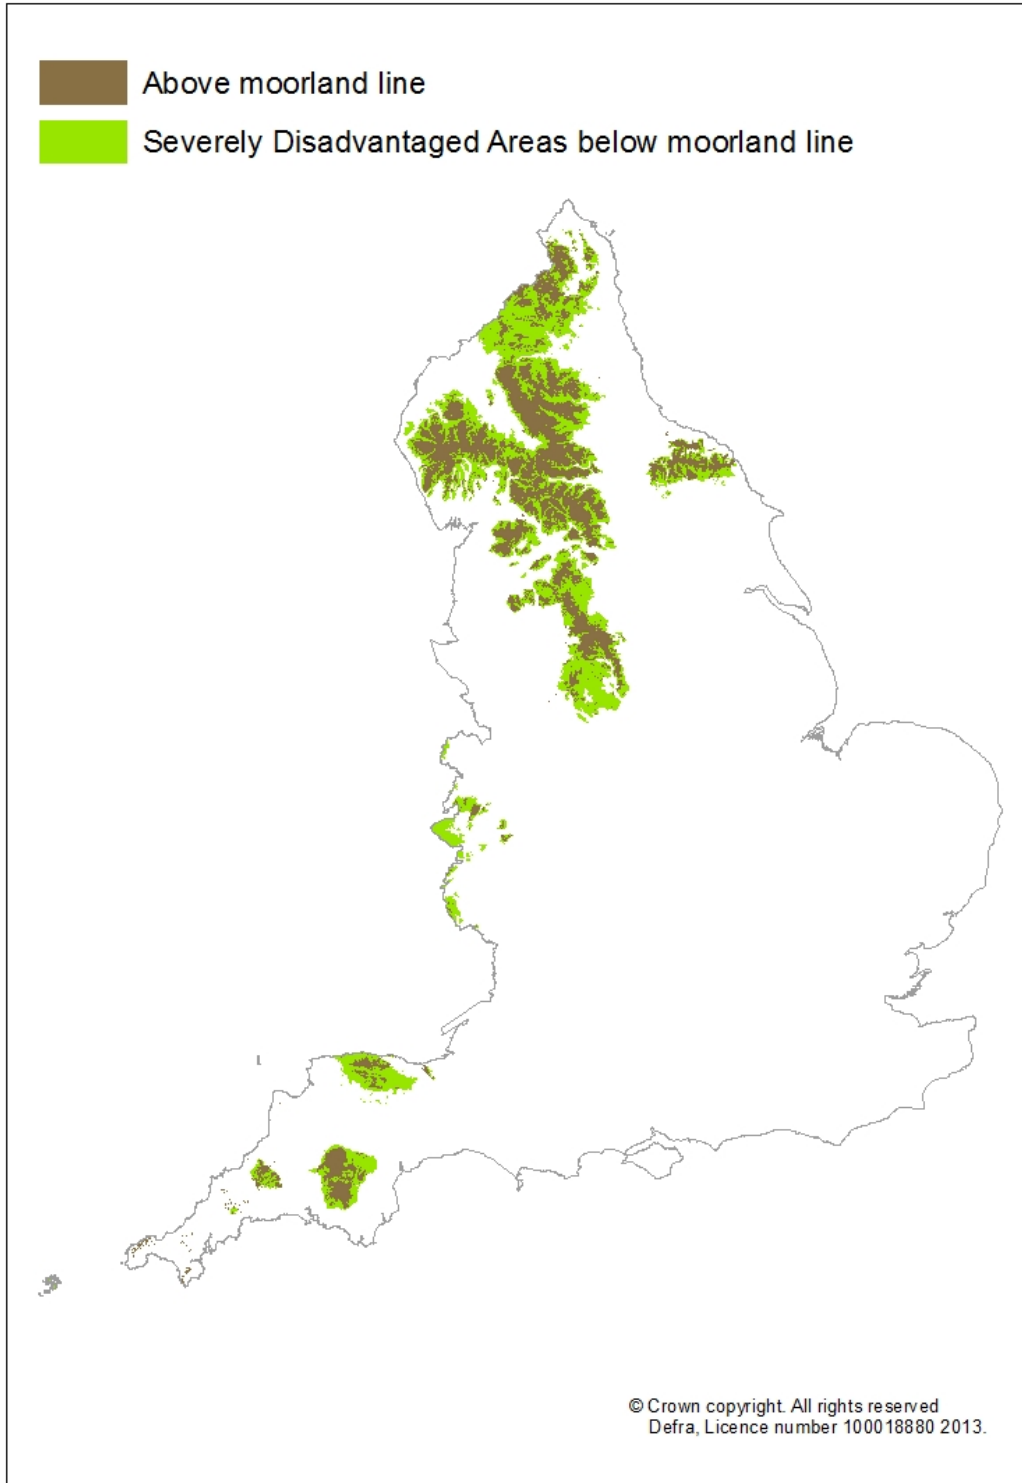 Above moorland line
Severely Disadvantaged Areas below moorland line
© Crown copyright. All rights reserved
Defra, Licence number 100018880 2013.